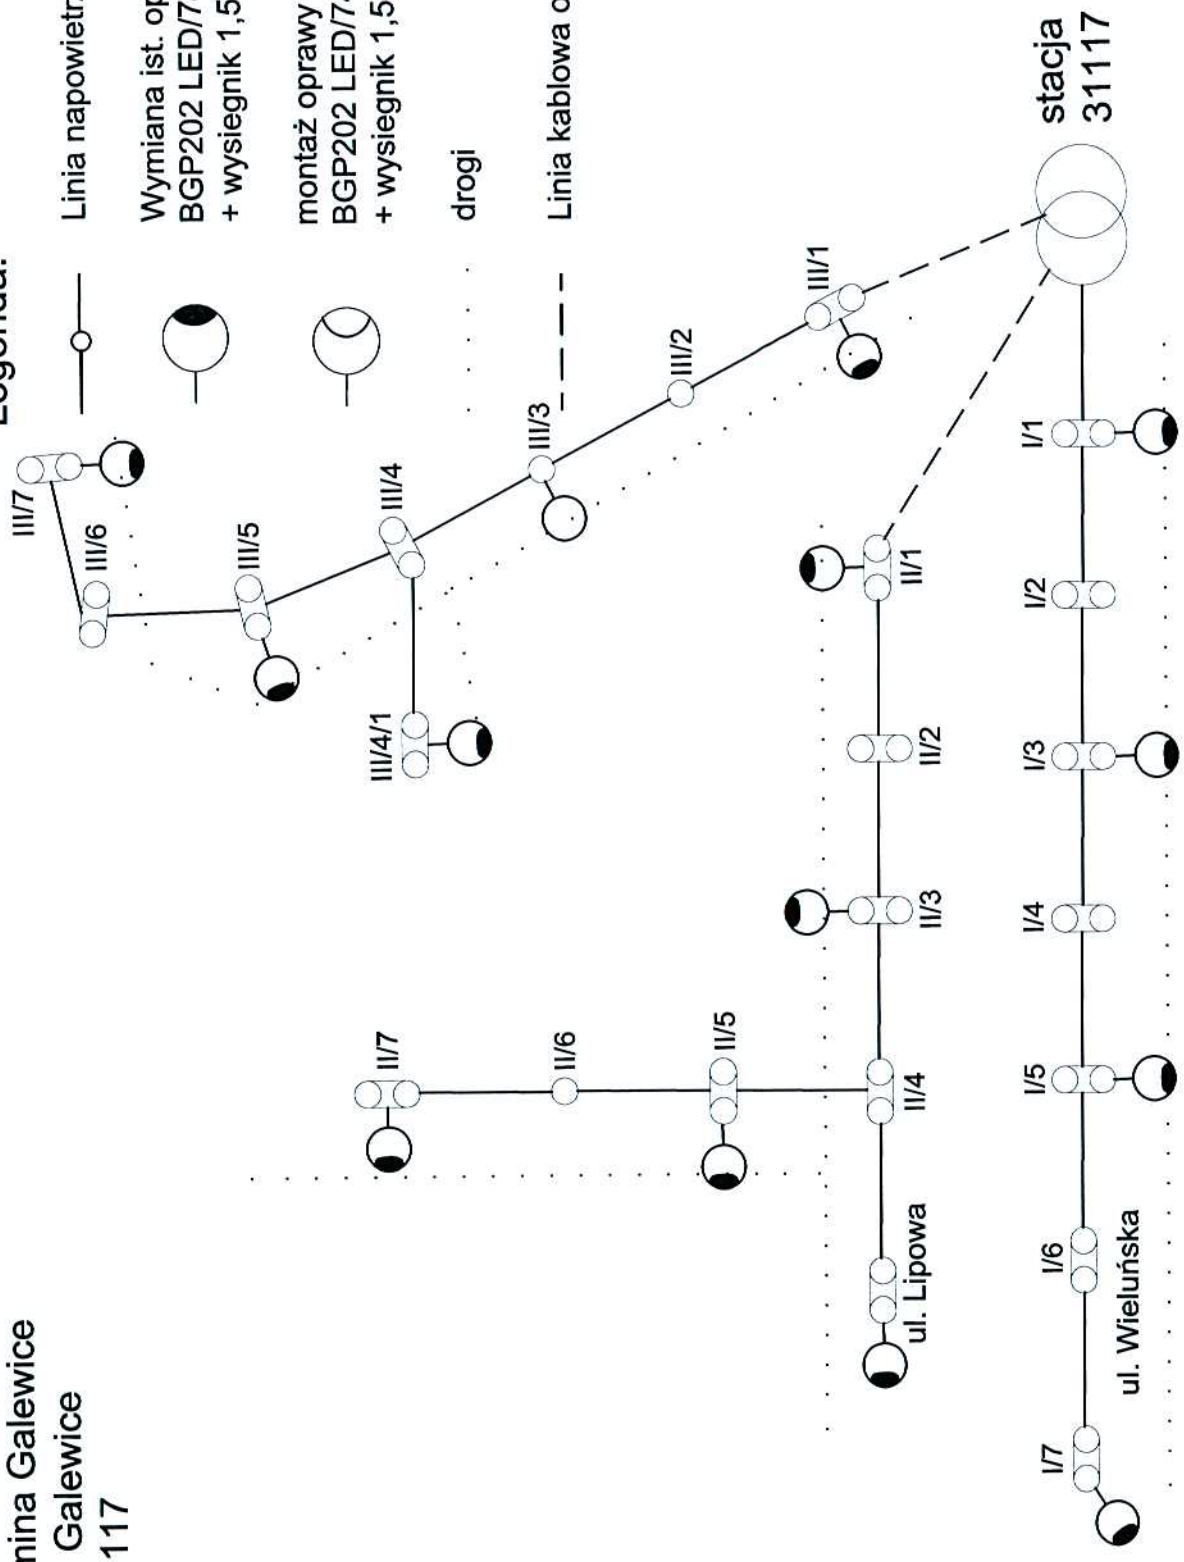 nina Galewice
Galewice
117
Legenda:
Linia napowietrz
Wymiana ist. op
BGP202 LED/7
+ wysiegnik 1,5
montaż oprawy
BGP202 LED/7
+ wysiegnik 1,5
drogi
Linia kablowa o
III/7
III/6
III/5
III/4
III/3
III/2
III/1
III/4/1
II/7
II/6
II/5
II/4
II/3
II/2
II/1
ul. Lipowa
I/7
I/6
I/5
I/4
I/3
I/2
I/1
ul. Wieluńska
stacja
31117